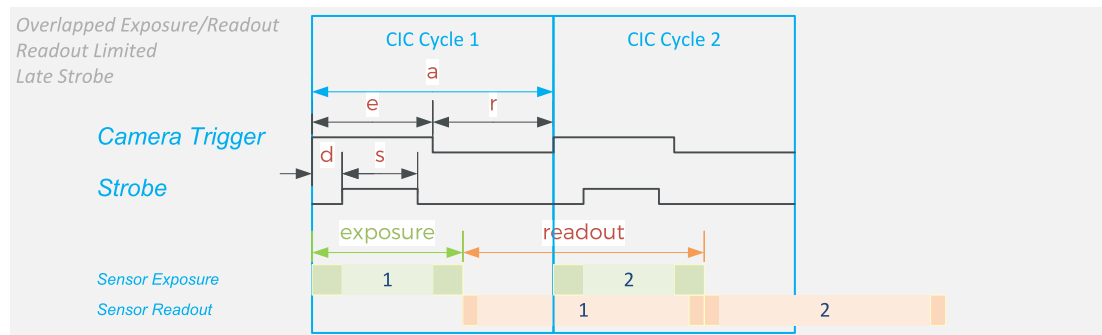 Overlapped Exposure/Readout
Readout Limited
Late Strobe
CIC Cycle 1
CIC Cycle 2
a
e
r
Camera Trigger
d
s
Strobe
exposure
readout
Sensor Exposure
1
2
Sensor Readout
1
2